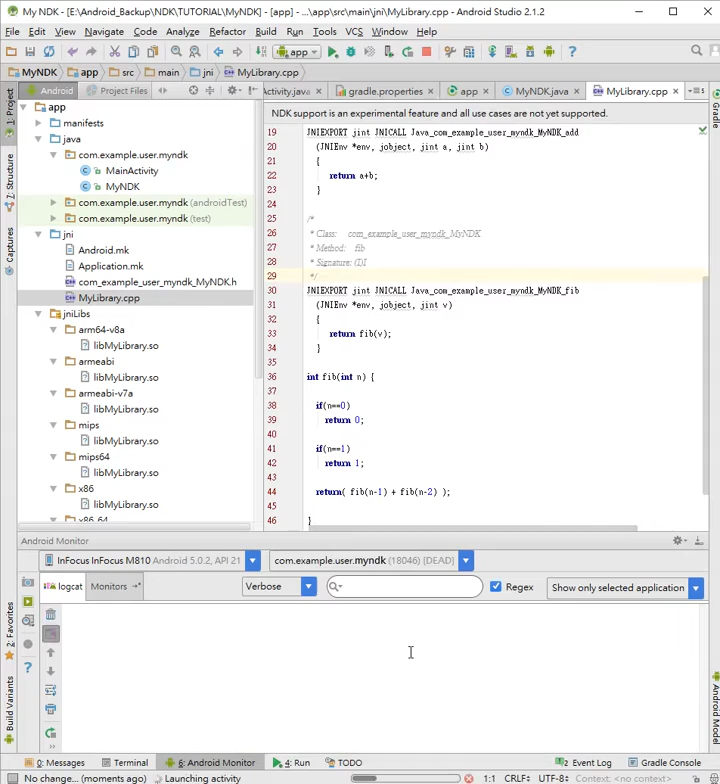 My NDK - [E:\Android_Backup\NDK\TUTORIAL\MyNDK] - [app] - ...\app\src\main\jni\MyLibrary.cpp - Android Studio 2.1.2
File Edit View Navigate Code Analyze Refactor Build Run Tools VCS Window Help
app
MyNDK app src main jni MyLibrary.cpp
Android Project Files
ctivity.java × gradle.properties × app × MyNDK.java × MyLibrary.cpp × 5
NDK support is an experimental feature and all use cases are not yet supported.
1: Project
7: Structure
Captures
2: Favorites
Build Variants
Gradle
Android Model
app
manifests
java
com.example.user.myndk
MainActivity
MyNDK
com.example.user.myndk (androidTest)
com.example.user.myndk (test)
jni
Android.mk
Application.mk
com_example_user_myndk_MyNDK.h
MyLibrary.cpp
jniLibs
arm64-v8a
libMyLibrary.so
armeabi
libMyLibrary.so
armeabi-v7a
libMyLibrary.so
mips
libMyLibrary.so
mips64
libMyLibrary.so
x86
libMyLibrary.so
x86_64
19 JNIEXPORT jint JNICALL Java_com_example_user_myndk_MyNDK_add
20 (JNIEnv *env, jobject, jint a, jint b)
21 {
22 return a+b;
23 }
24
25 /*
26 * Class: com_example_user_myndk_MyNDK
27 * Method: fib
28 * Signature: (I)I
29 */
30 JNIEXPORT jint JNICALL Java_com_example_user_myndk_MyNDK_fib
31 (JNIEnv *env, jobject, jint v)
32 {
33 return fib(v);
34 }
35
36 int fib(int n) {
37
38 if(n==0)
39 return 0;
40
41 if(n==1)
42 return 1;
43
44 return( fib(n-1) + fib(n-2) );
45
46 }
Android Monitor
InFocus InFocus M810 Android 5.0.2, API 21 com.example.user.myndk (18046) [DEAD]
logcat Monitors Verbose Regex Show only selected application
0: Messages Terminal 6: Android Monitor 4: Run TODO Event Log Gradle Console
No change... (moments ago) Launching activity 1:1 CRLF÷ UTF-8÷ Context: <no context>